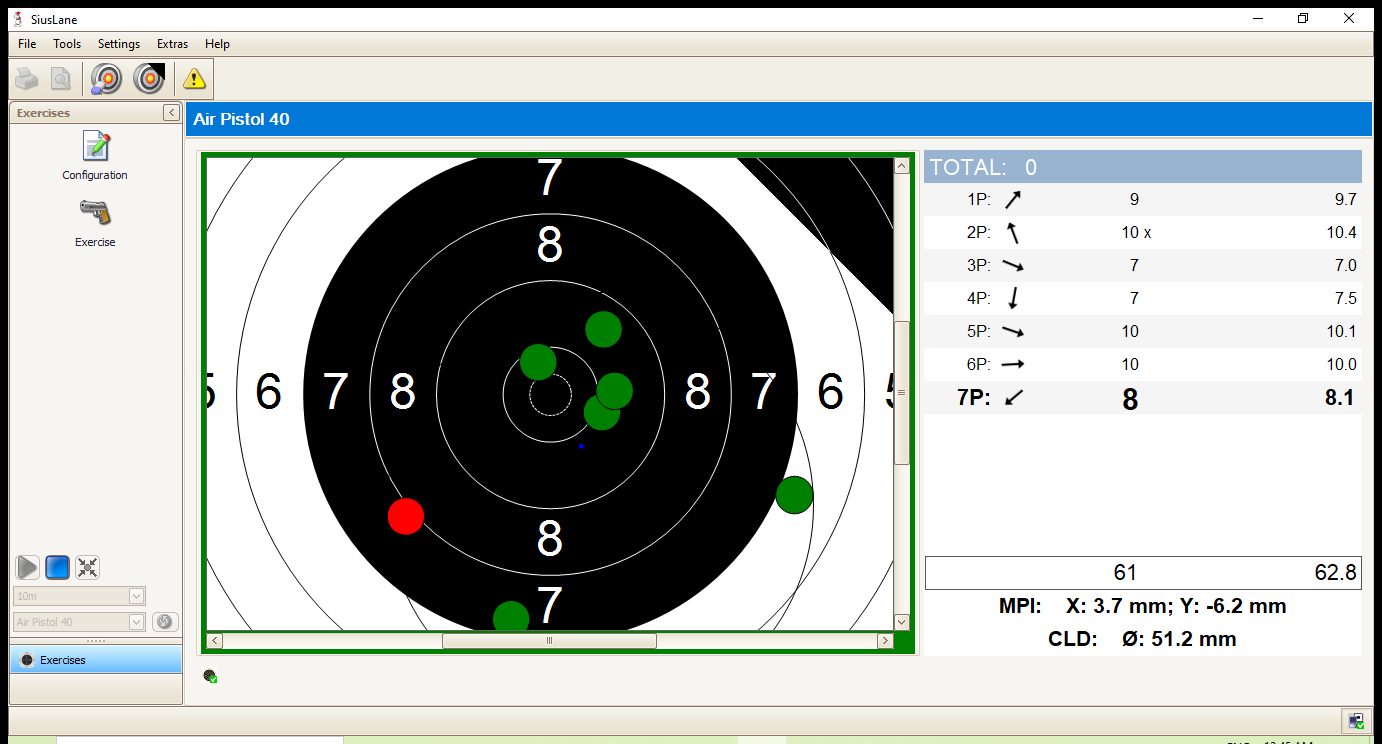 SiusLane
File Tools Settings Extras Help
Exercises
Configuration
Exercise
10m
Air Pistol 40
Exercises
Air Pistol 40
7
8
6 7 8 8 7 6
8
7
TOTAL: 0
1P: 9 9.7
2P: 10 x 10.4
3P: 7 7.0
4P: 7 7.5
5P: 10 10.1
6P: 10 10.0
7P: 8 8.1
61 62.8
MPI: X: 3.7 mm; Y: -6.2 mm
CLD: Ø: 51.2 mm